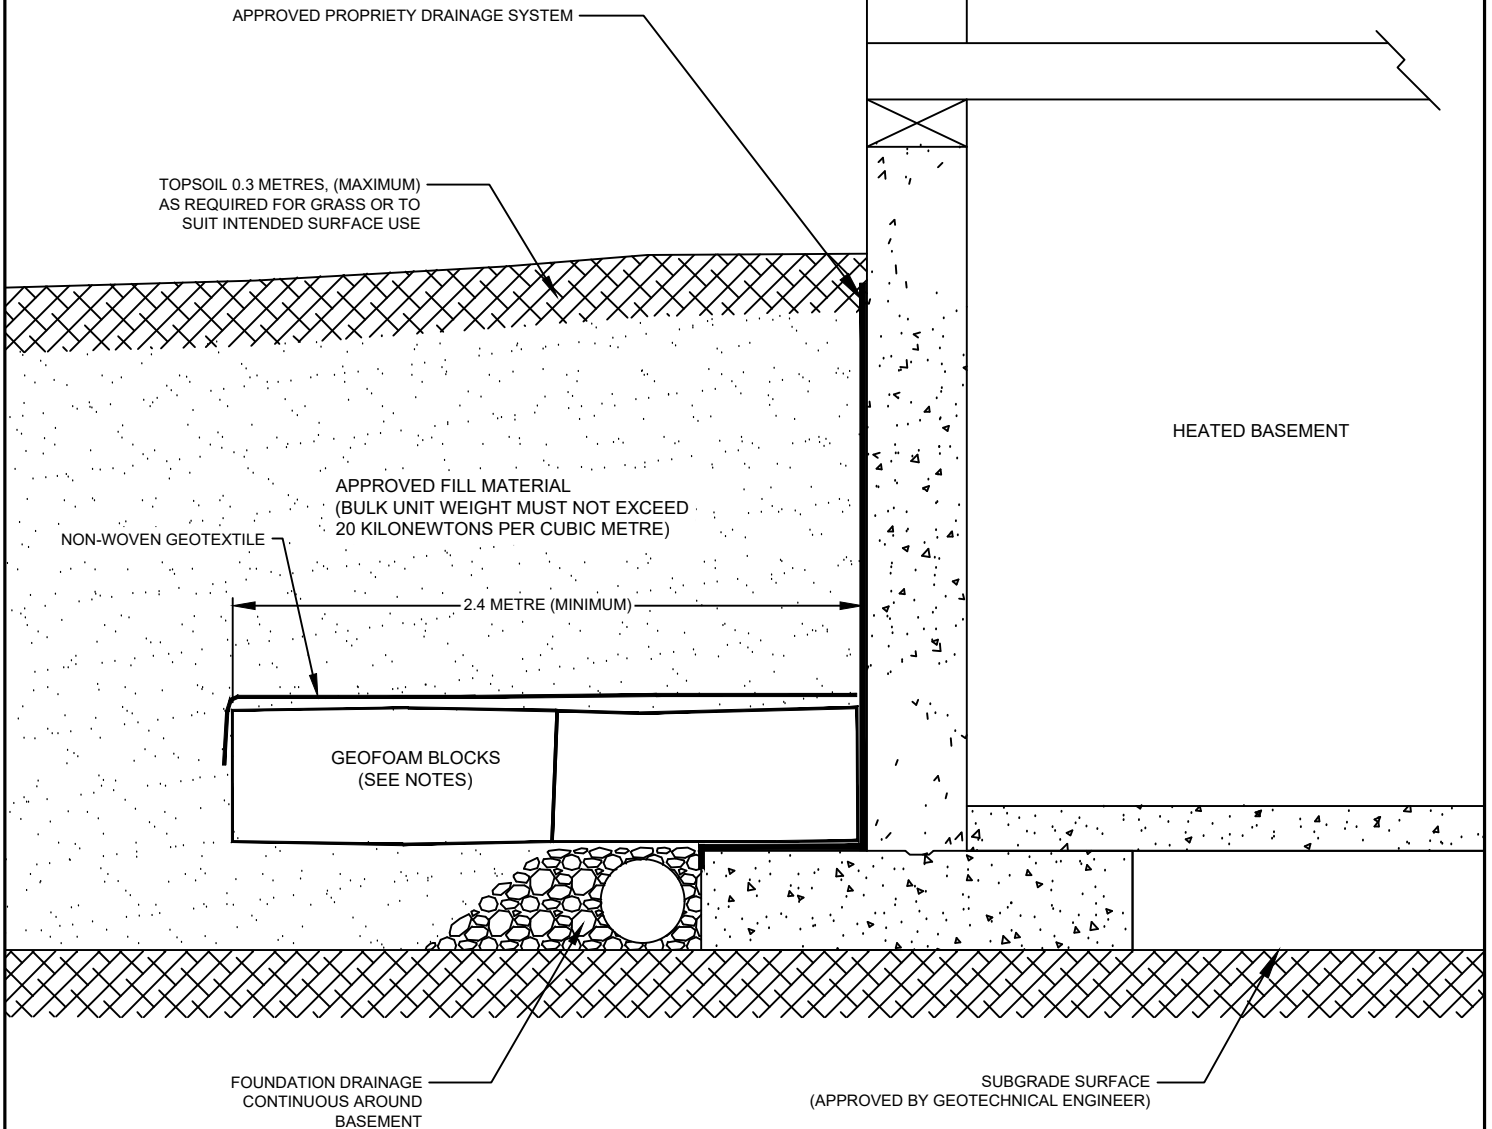 APPROVED PROPRIETY DRAINAGE SYSTEM
TOPSOIL 0.3 METRES, (MAXIMUM)
AS REQUIRED FOR GRASS OR TO
SUIT INTENDED SURFACE USE
HEATED BASEMENT
APPROVED FILL MATERIAL
(BULK UNIT WEIGHT MUST NOT EXCEED
20 KILONEWTONS PER CUBIC METRE)
NON-WOVEN GEOTEXTILE
2.4 METRE (MINIMUM)
GEOFOAM BLOCKS
(SEE NOTES)
FOUNDATION DRAINAGE
CONTINUOUS AROUND
BASEMENT
SUBGRADE SURFACE
(APPROVED BY GEOTECHNICAL ENGINEER)